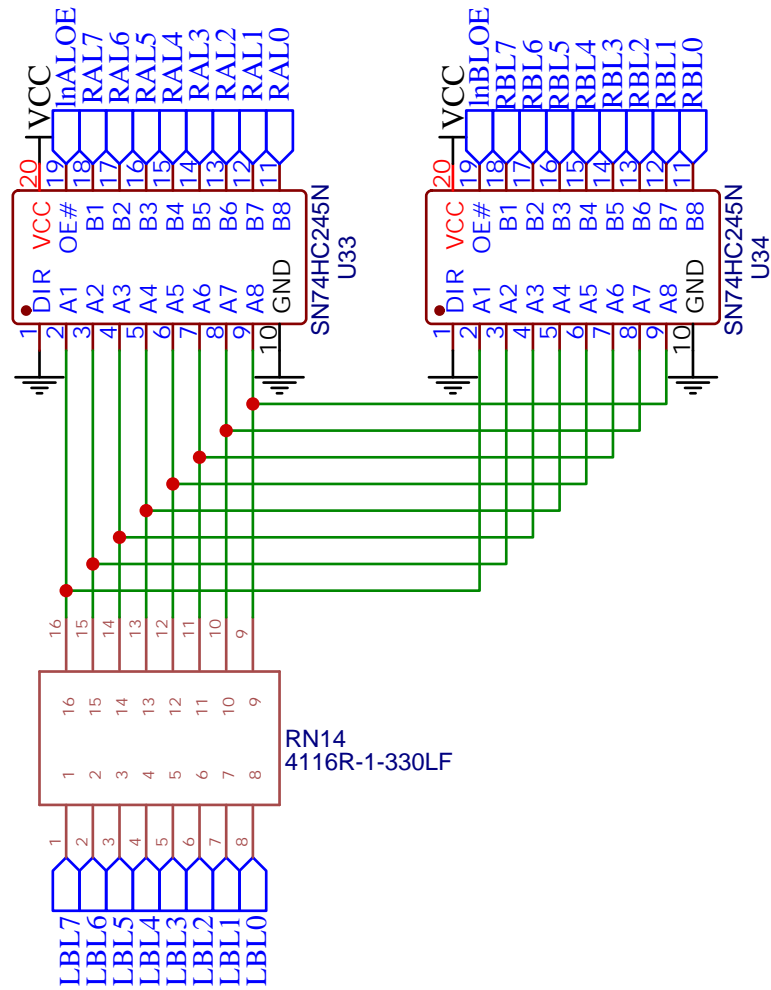 VCC
lnALOE
RAL7
RAL6
RAL5
RAL4
RAL3
RAL2
RAL1
RAL0
20
19
18
17
16
15
14
13
12
11
VCC
OE#
B1
B2
B3
B4
B5
B6
B7
B8
DIR
A1
A2
A3
A4
A5
A6
A7
A8
GND
1
2
3
4
5
6
7
8
9
10
SN74HC245N
U33
VCC
lnBLOE
RBL7
RBL6
RBL5
RBL4
RBL3
RBL2
RBL1
RBL0
20
19
18
17
16
15
14
13
12
11
VCC
OE#
B1
B2
B3
B4
B5
B6
B7
B8
DIR
A1
A2
A3
A4
A5
A6
A7
A8
GND
1
2
3
4
5
6
7
8
9
10
SN74HC245N
U34
16
15
14
13
12
11
10
9
16
15
14
13
12
11
10
9
RN14
4116R-1-330LF
1
2
3
4
5
6
7
8
1
2
3
4
5
6
7
8
LBL7
LBL6
LBL5
LBL4
LBL3
LBL2
LBL1
LBL0